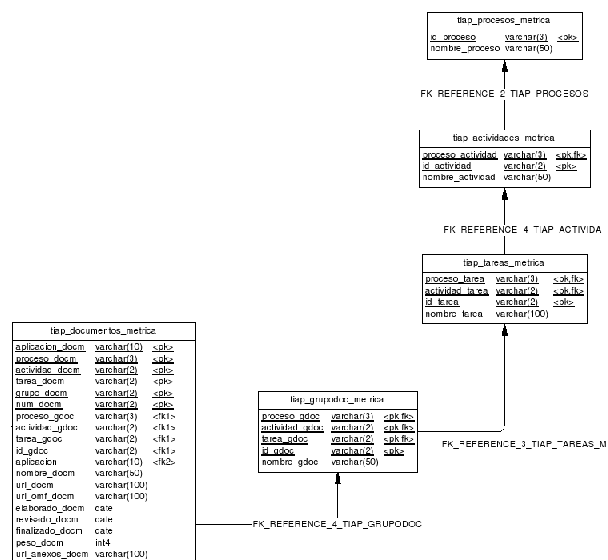 tiap_procesos_metrica
id_proceso varchar(3) <pk>
nombre_proceso varchar(50)
FK_REFERENCE_2_TIAP_PROCESOS
tiap_actividades_metrica
proceso_actividad varchar(3) <pk,fk>
id_actividad varchar(2) <pk>
nombre_actividad varchar(50)
FK_REFERENCE_4_TIAP_ACTIVIDA
tiap_tareas_metrica
proceso_tarea varchar(3) <pk,fk>
actividad_tarea varchar(2) <pk,fk>
id_tarea varchar(2) <pk>
nombre_tarea varchar(100)
tiap_documentos_metrica
aplicacion_docm varchar(10) <pk>
proceso_docm varchar(3) <pk>
actividad_docm varchar(2) <pk>
tarea_docm varchar(2) <pk>
grupo_docm varchar(2) <pk>
num_docm varchar(2) <pk>
proceso_gdoc varchar(3) <fk1>
actividad_gdoc varchar(2) <fk1>
tarea_gdoc varchar(2) <fk1>
id_gdoc varchar(2) <fk1>
aplicacion varchar(10) <fk2>
nombre_docm varchar(50)
url_docm varchar(100)
url_omf_docm varchar(100)
elaborado_docm date
revisado_docm date
finalizado_docm date
peso_docm int4
url_anexos_docm varchar(100)
tiap_grupodoc_metrica
proceso_gdoc varchar(3) <pk,fk>
actividad_gdoc varchar(2) <pk,fk>
tarea_gdoc varchar(2) <pk,fk>
id_gdoc varchar(2) <pk>
nombre_gdoc varchar(50)
FK_REFERENCE_3_TIAP_TAREAS_M
FK_REFERENCE_4_TIAP_GRUPODOC